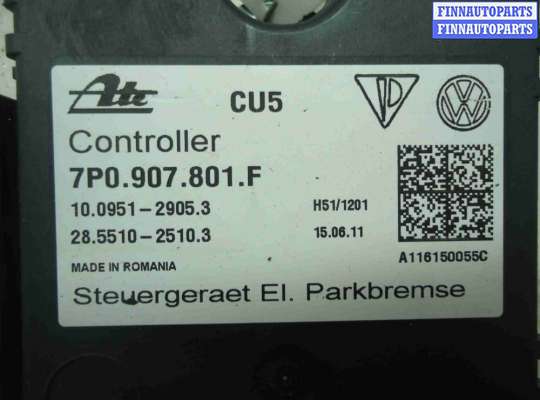 FINNAUTOPARTS
FINNAUTOPARTS
Ate CU5
Controller
7P0.907.801.F
10.0951-2905.3 H51/1201
28.5510-2510.3 15.06.11
A116150055C
MADE IN ROMANIA
Steuergeraet El. Parkbremse